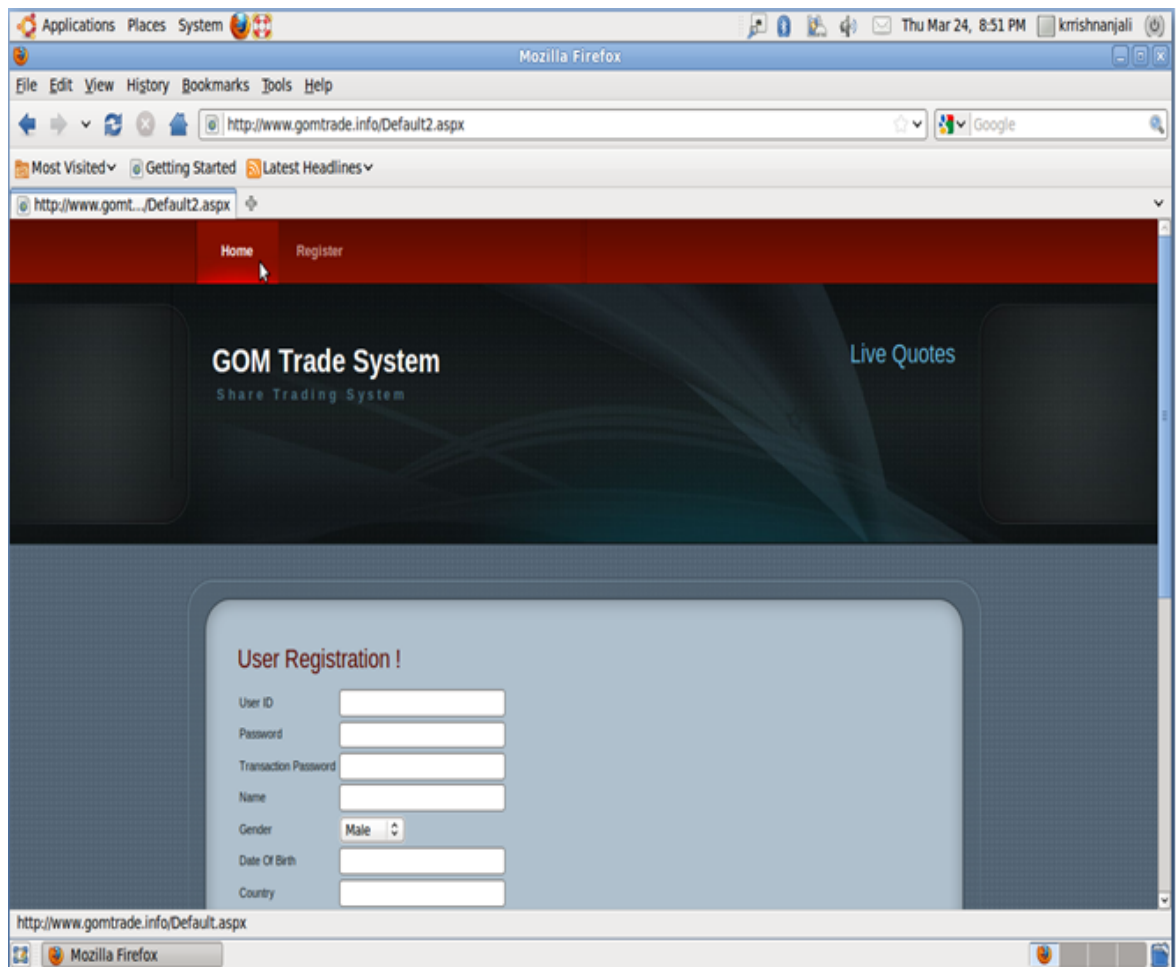 Applications Places System Thu Mar 24, 8:51 PM krrishnanjali
Mozilla Firefox
File Edit View History Bookmarks Tools Help
http://www.gomtrade.info/Default2.aspx Google
Most Visited Getting Started Latest Headlines
http://www.gomt.../Default2.aspx
Home Register
GOM Trade System Live Quotes
Share Trading System
User Registration !
User ID
Password
Transaction Password
Name
Gender Male
Date Of Birth
Country
http://www.gomtrade.info/Default.aspx
Mozilla Firefox